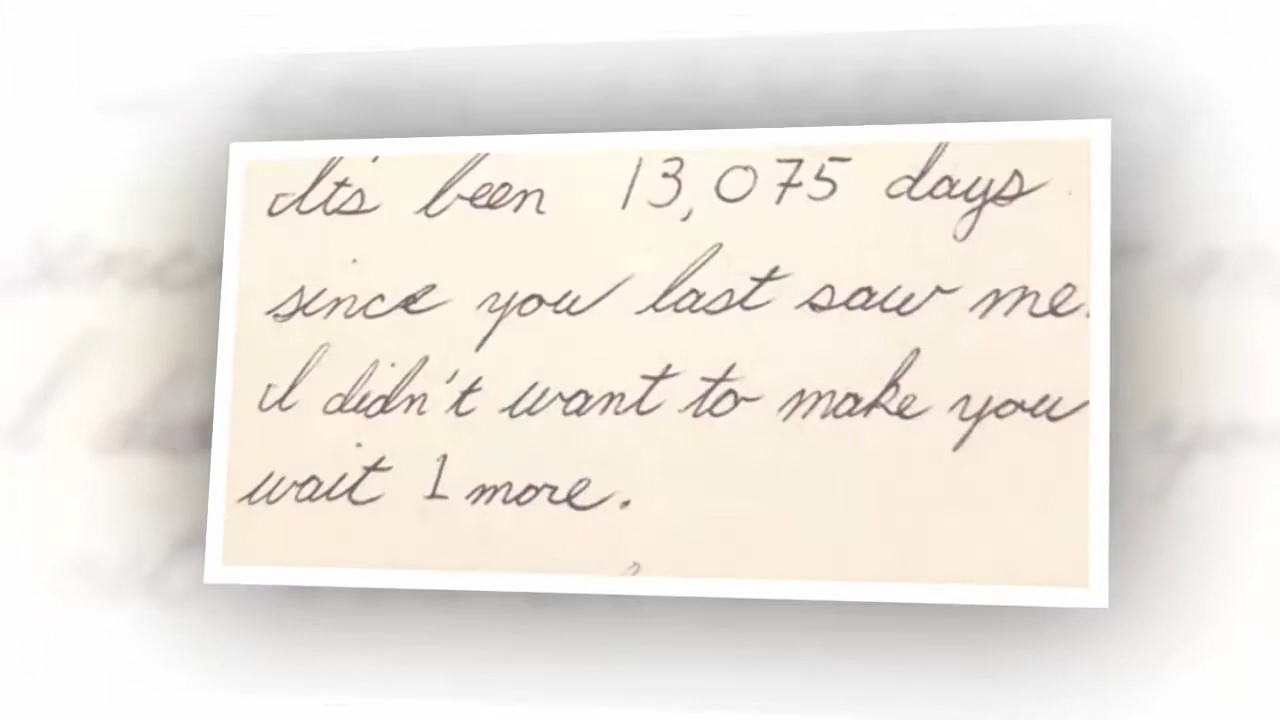 It's been 13,075 days
since you last saw me.
I didn't want to make you
wait 1 more.